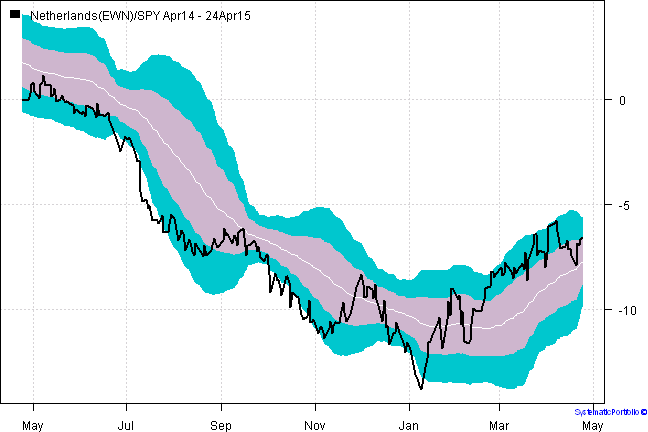 Netherlands(EWN)/SPY Apr14 - 24Apr15
0
-5
-10
SystematicPortfolio ©
May Jul Sep Nov Jan Mar May